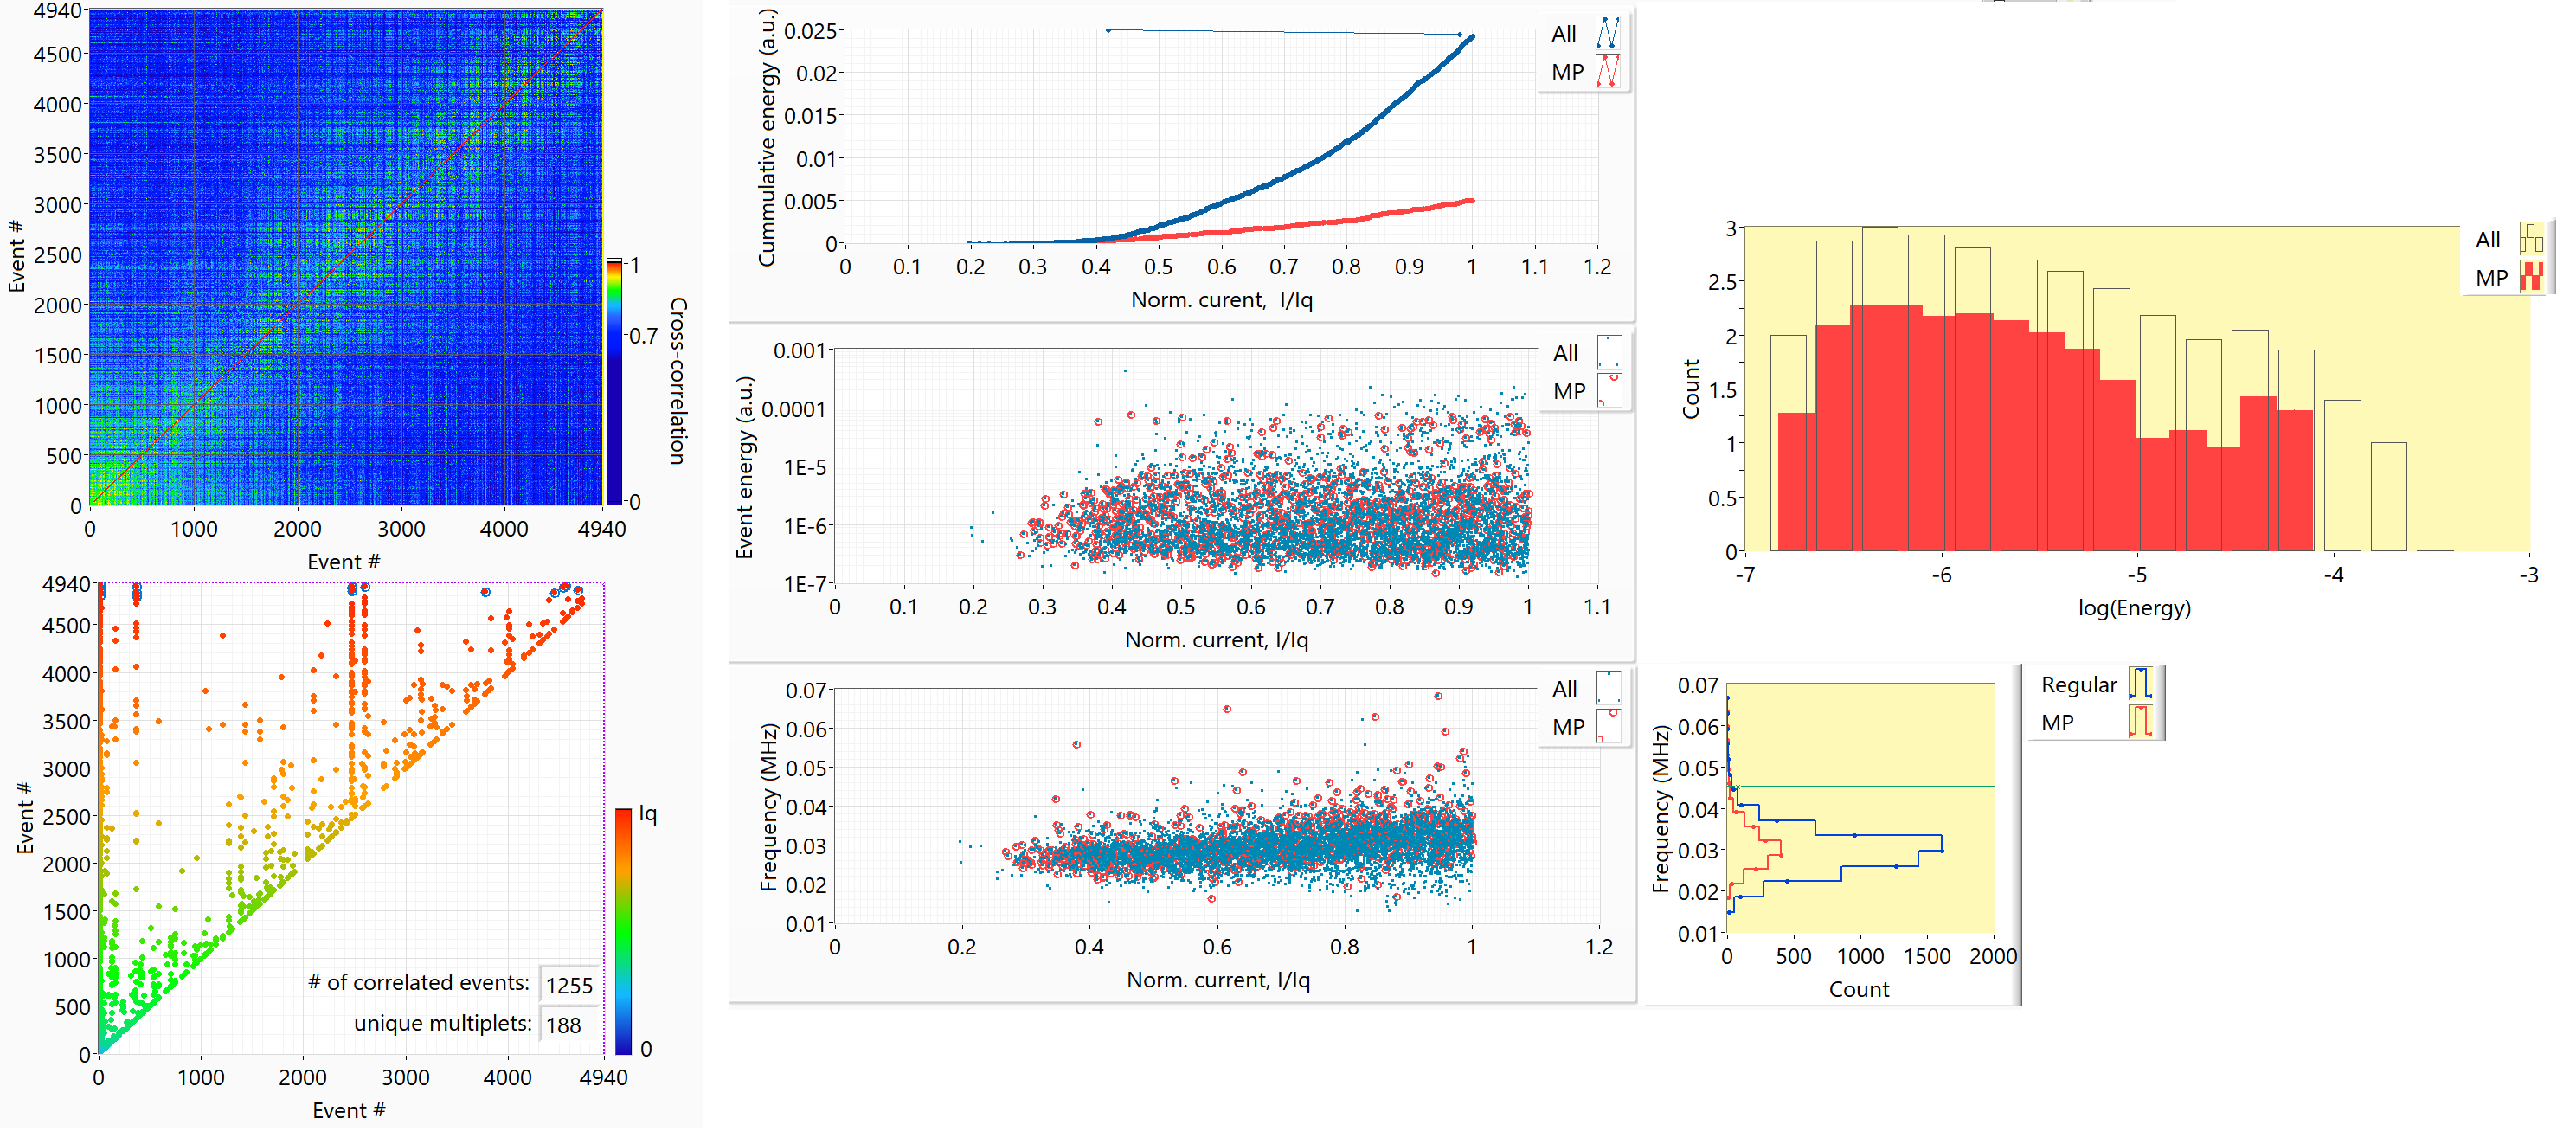 4940
4500
4000
3500
3000
2500
2000
1500
1000
500
0
Event #
0 1000 2000 3000 4000 4940
Event #
1
0.7
0
Cross-correlation
4940
4500
4000
3500
3000
2500
2000
1500
1000
500
0
Event #
0 1000 2000 3000 4000 4940
Event #
# of correlated events: 1255
unique multiplets: 188
Iq
0
Cummulative energy (a.u.)
0.025
0.02
0.015
0.01
0.005
0
0 0.1 0.2 0.3 0.4 0.5 0.6 0.7 0.8 0.9 1 1.1 1.2
Norm. curent, I/Iq
All
MP
Event energy (a.u.)
0.001
0.0001
1E-5
1E-6
1E-7
0 0.1 0.2 0.3 0.4 0.5 0.6 0.7 0.8 0.9 1 1.1
Norm. current, I/Iq
All
MP
Frequency (MHz)
0.07
0.06
0.05
0.04
0.03
0.02
0.01
0 0.2 0.4 0.6 0.8 1 1.2
Norm. current, I/Iq
All
MP
Count
3
2.5
2
1.5
1
0.5
0
-7 -6 -5 -4 -3
log(Energy)
All
MP
Frequency (MHz)
0.07
0.06
0.05
0.04
0.03
0.02
0.01
0 500 1000 1500 2000
Count
Regular
MP